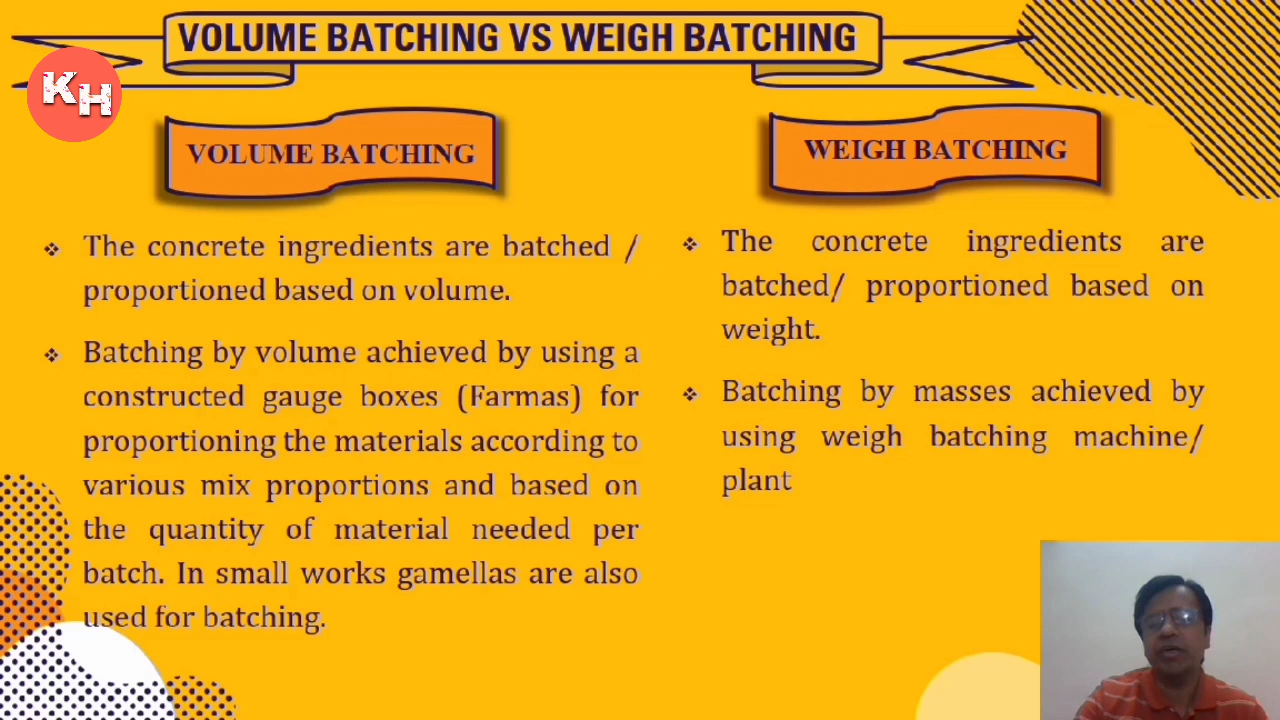 VOLUME BATCHING VS WEIGH BATCHING
KH
VOLUME BATCHING
❖ The concrete ingredients are batched /
proportioned based on volume.
❖ Batching by volume achieved by using a
constructed gauge boxes (Farmas) for
proportioning the materials according to
various mix proportions and based on
the quantity of material needed per
batch. In small works gamellas are also
used for batching.
WEIGH BATCHING
❖ The concrete ingredients are
batched/ proportioned based on
weight.
❖ Batching by masses achieved by
using weigh batching machine/
plant